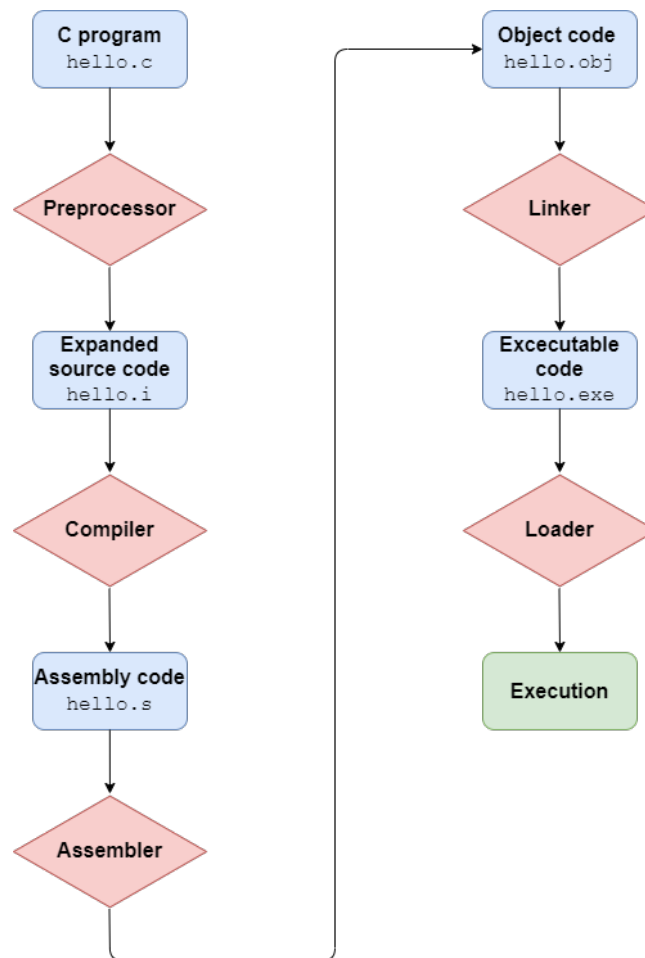 C program
hello.c
Preprocessor
Expanded
source code
hello.i
Compiler
Assembly code
hello.s
Assembler
Object code
hello.obj
Linker
Excecutable
code
hello.exe
Loader
Execution